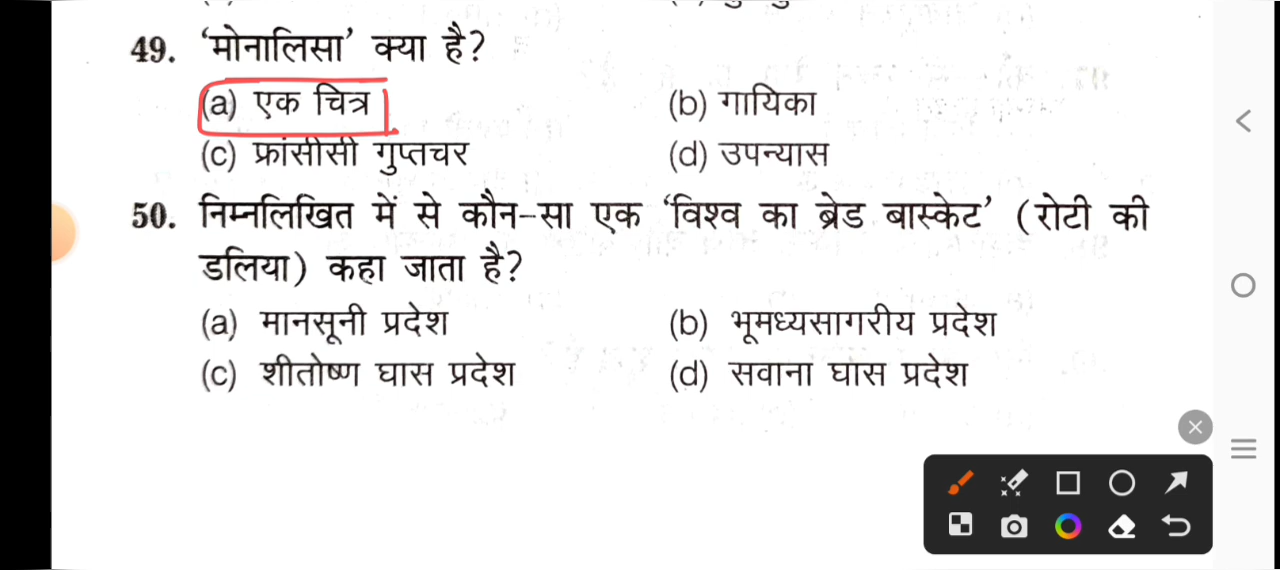 49. ‘मोनालिसा’ क्या है?
(a) एक चित्र (b) गायिका
(c) फ्रांसीसी गुप्तचर (d) उपन्यास
50. निम्नलिखित में से कौन-सा एक ‘विश्व का ब्रेड बास्केट’ (रोटी की
डलिया) कहा जाता है?
(a) मानसूनी प्रदेश (b) भूमध्यसागरीय प्रदेश
(c) शीतोष्ण घास प्रदेश (d) सवाना घास प्रदेश